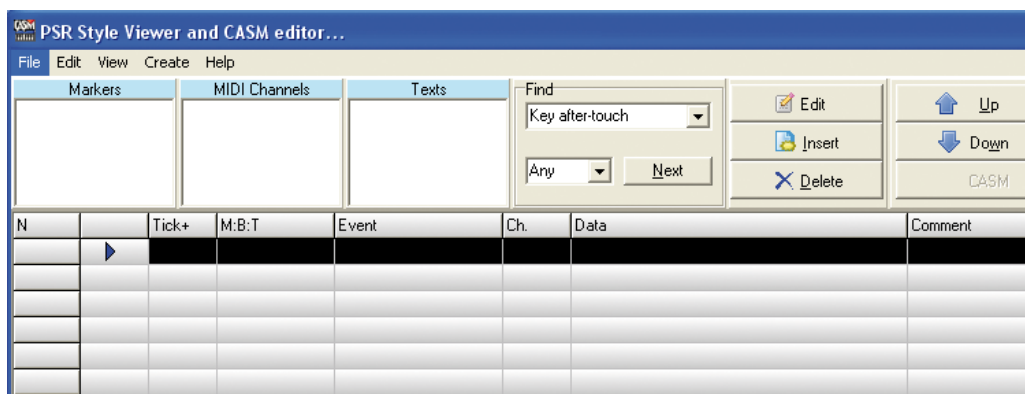 CASM PSR Style Viewer and CASM editor...
File Edit View Create Help
Markers MIDI Channels Texts Find
Key after-touch
Any Next
Edit
Insert
Delete
Up
Down
CASM
N Tick+ M:B:T Event Ch. Data Comment